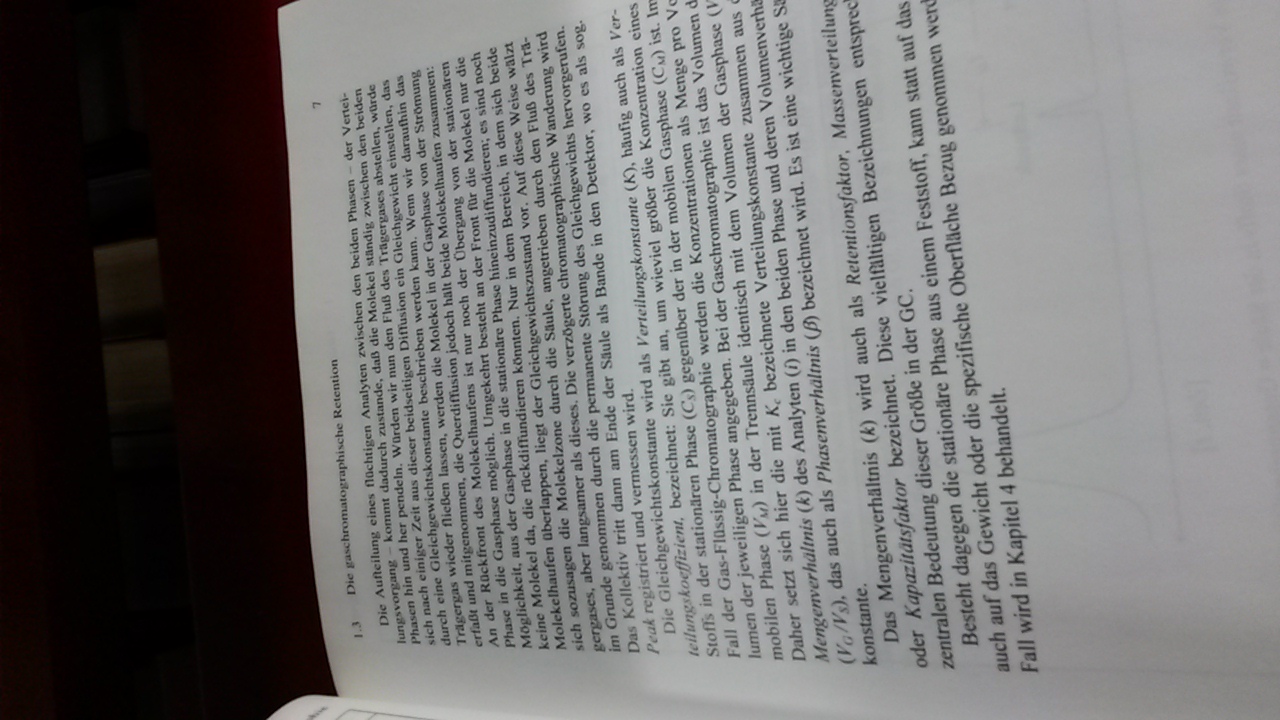 7
1.3 Die gaschromatographische Retention
Die Aufteilung eines flüchtigen Analyten zwischen den beiden Phasen – der Vertei-
lungsvorgang – kommt dadurch zustande, daß die Molekel ständig zwischen den beiden
Phasen hin und her pendeln. Würden wir nun den Fluß des Trägergases abstellen, würde
sich nach einiger Zeit aus dieser beidseitigen Diffusion ein Gleichgewicht einstellen, das
durch eine Gleichgewichtskonstante beschrieben werden kann. Wenn wir daraufhin das
Trägergas wieder fließen lassen, werden die Molekel in der Gasphase von der Strömung
erfaßt und mitgenommen, die Querdiffusion jedoch hält beide Molekelhaufen zusammen:
An der Rückfront des Molekelhaufens ist nur noch der Übergang von der stationären
Phase in die Gasphase möglich. Umgekehrt besteht an der Front für die Molekel nur die
Möglichkeit, aus der Gasphase in die stationäre Phase hineinzudiffundieren; es sind noch
keine Molekel da, die rückdiffundieren könnten. Nur in dem Bereich, in dem sich beide
Molekelhaufen überlappen, liegt der Gleichgewichtszustand vor. Auf diese Weise wälzt
sich sozusagen die Molekelzone durch die Säule, angetrieben durch den Fluß des Trä-
gergases, aber langsamer als dieses. Die verzögerte chromatographische Wanderung wird
im Grunde genommen durch die permanente Störung des Gleichgewichts hervorgerufen.
Das Kollektiv tritt dann am Ende der Säule als Bande in den Detektor, wo es als sog.
Peak registriert und vermessen wird.
Die Gleichgewichtskonstante wird als Verteilungskonstante (K), häufig auch als Ver-
teilungskoeffizient, bezeichnet: Sie gibt an, um wieviel größer die Konzentration eines
Stoffs in der stationären Phase (C_S) gegenüber der in der mobilen Gasphase (C_M) ist. Im
Fall der Gas-Flüssig-Chromatographie werden die Konzentrationen als Menge pro Vo
lumen der jeweiligen Phase angegeben. Bei der Gaschromatographie ist das Volumen d
mobilen Phase (V_M) in der Trennsäule identisch mit dem Volumen der Gasphase (V
Daher setzt sich hier die mit K_c bezeichnete Verteilungskonstante zusammen aus
Mengenverhältnis (k) des Analyten (i) in den beiden Phase und deren Volumenverhä
(V_G/V_S), das auch als Phasenverhältnis (β) bezeichnet wird. Es ist eine wichtige Sä
konstante.
Das Mengenverhältnis (k) wird auch als Retentionsfaktor, Massenverteilung
oder Kapazitätsfaktor bezeichnet. Diese vielfältigen Bezeichnungen entsprec
zentralen Bedeutung dieser Größe in der GC.
Besteht dagegen die stationäre Phase aus einem Feststoff, kann statt auf das
auch auf das Gewicht oder die spezifische Oberfläche Bezug genommen werd
Fall wird in Kapitel 4 behandelt.